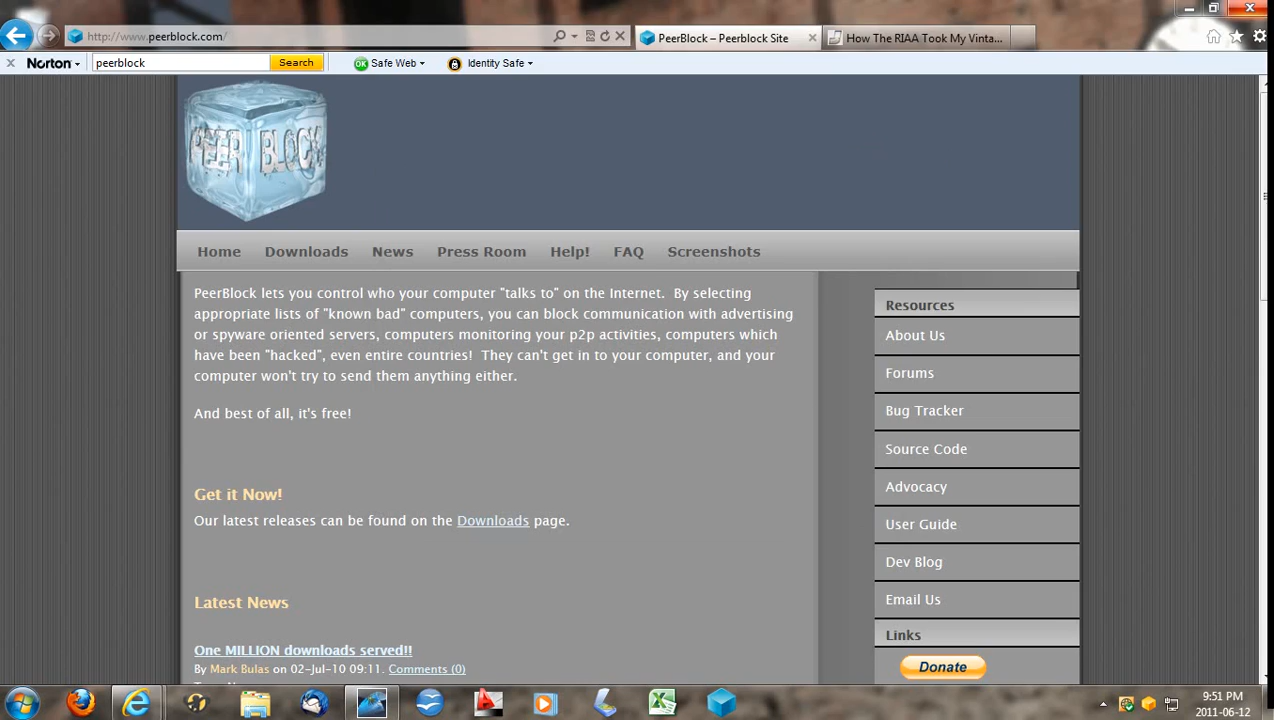 http://www.peerblock.com/
PeerBlock – Peerblock Site
How The RIAA Took My Vinta...
Norton
peerblock
Search
OK
Safe Web
Identity Safe
PEER BLOCK
Home
Downloads
News
Press Room
Help!
FAQ
Screenshots
PeerBlock lets you control who your computer "talks to" on the Internet. By selecting
appropriate lists of "known bad" computers, you can block communication with advertising
or spyware oriented servers, computers monitoring your p2p activities, computers which
have been "hacked", even entire countries! They can't get in to your computer, and your
computer won't try to send them anything either.
And best of all, it's free!
Get it Now!
Our latest releases can be found on the Downloads page.
Latest News
One MILLION downloads served!!
By Mark Bulas on 02-Jul-10 09:11. Comments (0)
Resources
About Us
Forums
Bug Tracker
Source Code
Advocacy
User Guide
Dev Blog
Email Us
Links
Donate
9:51 PM
2011-06-12